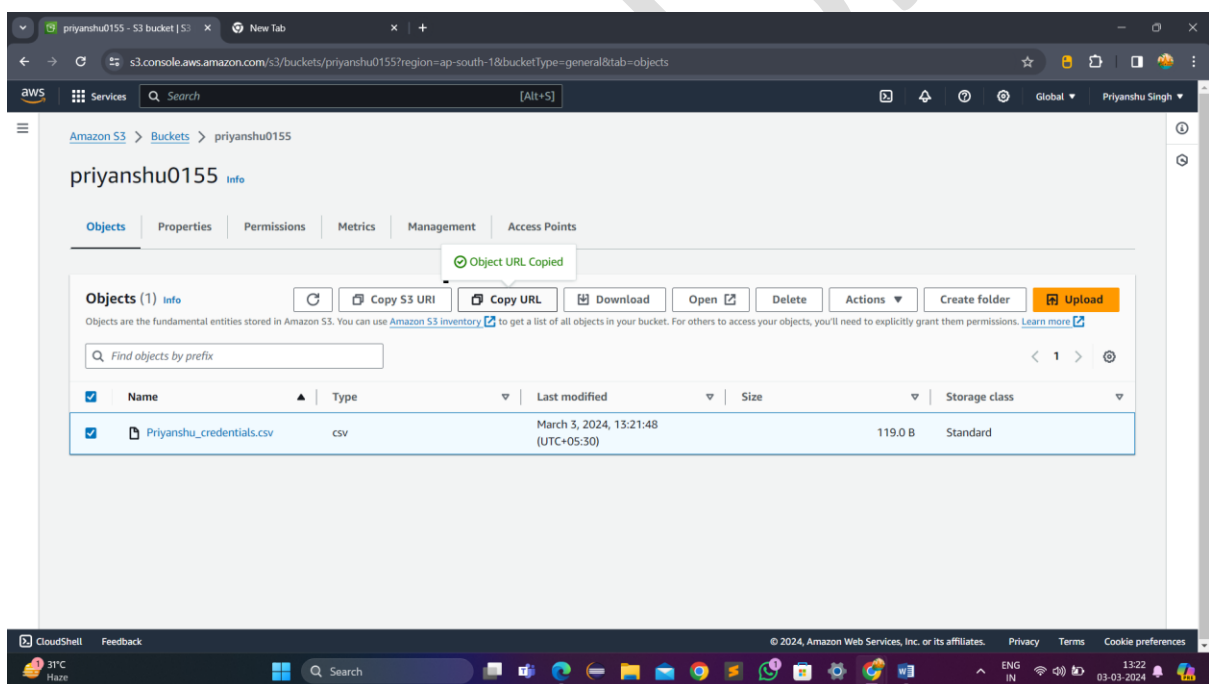 priyanshu0155 - S3 bucket | S3
New Tab
s3.console.aws.amazon.com/s3/buckets/priyanshu0155?region=ap-south-1&bucketType=general&tab=objects
aws
Services
Search
[Alt+S]
Global
Priyanshu Singh
Amazon S3 > Buckets > priyanshu0155
priyanshu0155 Info
Objects Properties Permissions Metrics Management Access Points
Object URL Copied
Objects (1) Info
Copy S3 URI
Copy URL
Download
Open
Delete
Actions
Create folder
Upload
Objects are the fundamental entities stored in Amazon S3. You can use Amazon S3 inventory to get a list of all objects in your bucket. For others to access your objects, you'll need to explicitly grant them permissions. Learn more
Find objects by prefix
< 1 >
Name Type Last modified Size Storage class
Priyanshu_credentials.csv csv March 3, 2024, 13:21:48 (UTC+05:30) 119.0 B Standard
CloudShell Feedback © 2024, Amazon Web Services, Inc. or its affiliates. Privacy Terms Cookie preferences
1
31°C
Haze
Search
ENG
IN
13:22
03-03-2024